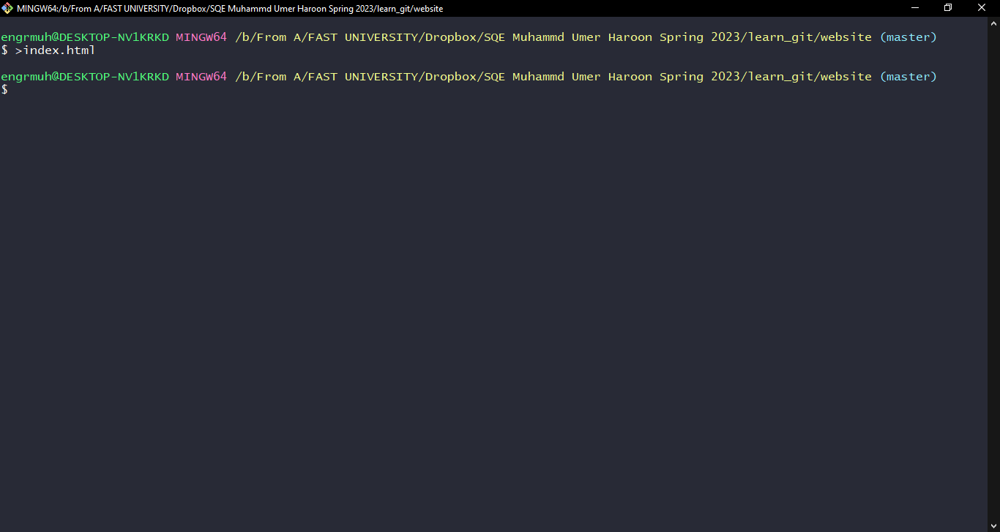 MINGW64:/b/From A/FAST UNIVERSITY/Dropbox/SQE Muhammd Umer Haroon Spring 2023/learn_git/website
engrmuh@DESKTOP-NV1KRKD MINGW64 /b/From A/FAST UNIVERSITY/Dropbox/SQE Muhammd Umer Haroon Spring 2023/learn_git/website (master)
$ >index.html
engrmuh@DESKTOP-NV1KRKD MINGW64 /b/From A/FAST UNIVERSITY/Dropbox/SQE Muhammd Umer Haroon Spring 2023/learn_git/website (master)
$